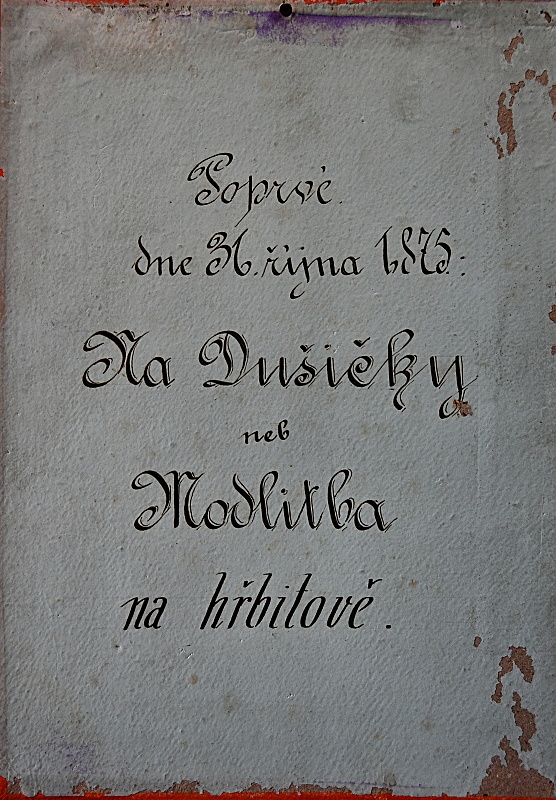 Poprvé
dne 31. října 1875:
Na Dušičky
neb
Modlitba
na hřbitově.